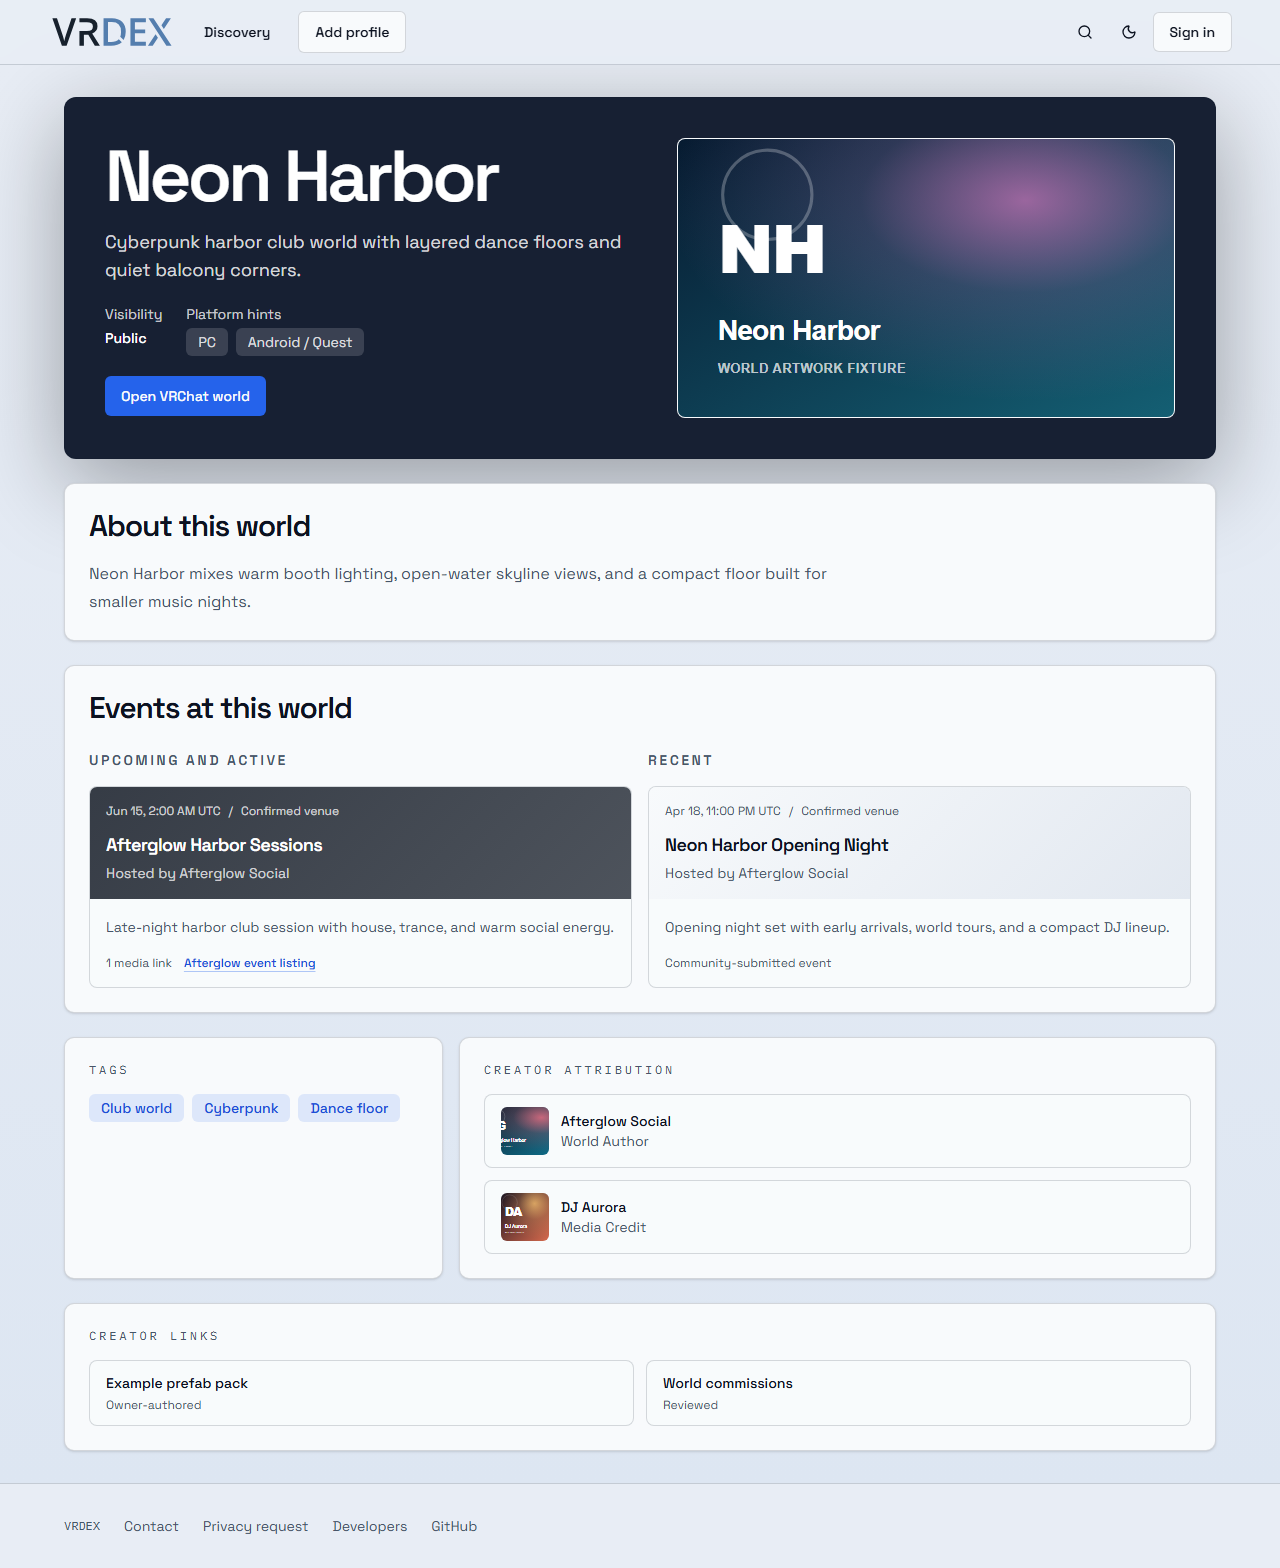 VRDEX
Discovery
Add profile
Sign in
Neon Harbor
Cyberpunk harbor club world with layered dance floors and
quiet balcony corners.
Visibility
Public
Platform hints
PC
Android / Quest
Open VRChat world
NH
Neon Harbor
WORLD ARTWORK FIXTURE
About this world
Neon Harbor mixes warm booth lighting, open-water skyline views, and a compact floor built for
smaller music nights.
Events at this world
UPCOMING AND ACTIVE
Jun 15, 2:00 AM UTC / Confirmed venue
Afterglow Harbor Sessions
Hosted by Afterglow Social
Late-night harbor club session with house, trance, and warm social energy.
1 media link Afterglow event listing
RECENT
Apr 18, 11:00 PM UTC / Confirmed venue
Neon Harbor Opening Night
Hosted by Afterglow Social
Opening night set with early arrivals, world tours, and a compact DJ lineup.
Community-submitted event
TAGS
Club world
Cyberpunk
Dance floor
CREATOR ATTRIBUTION
Afterglow Social
World Author
DA
DJ Aurora
DJ Aurora
Media Credit
CREATOR LINKS
Example prefab pack
Owner-authored
World commissions
Reviewed
VRDEX
Contact
Privacy request
Developers
GitHub